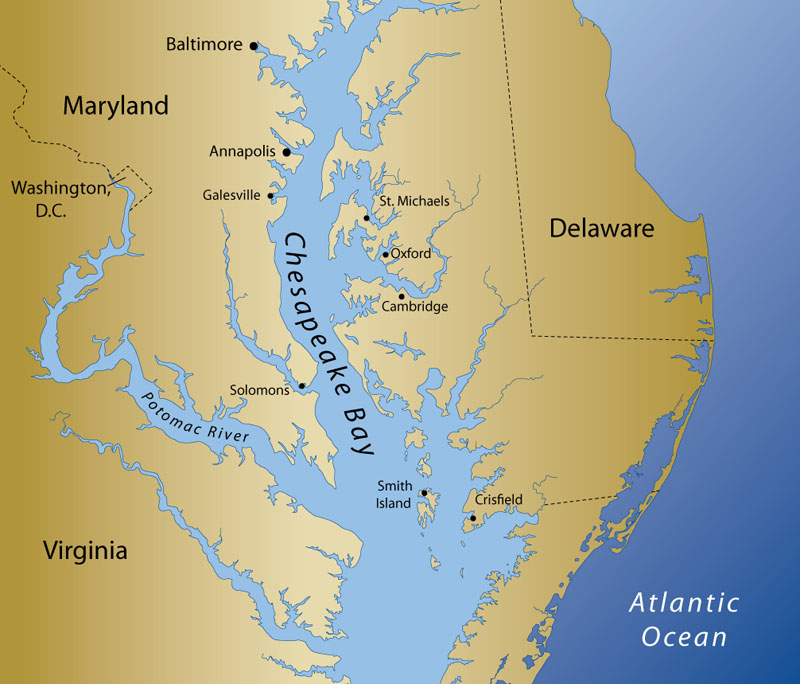 Baltimore
Maryland
Annapolis
Washington,
D.C.
Galesville
St. Michaels
Delaware
Oxford
Chesapeake Bay
Cambridge
Solomons
Potomac River
Smith
Island
Crisfield
Virginia
Atlantic
Ocean